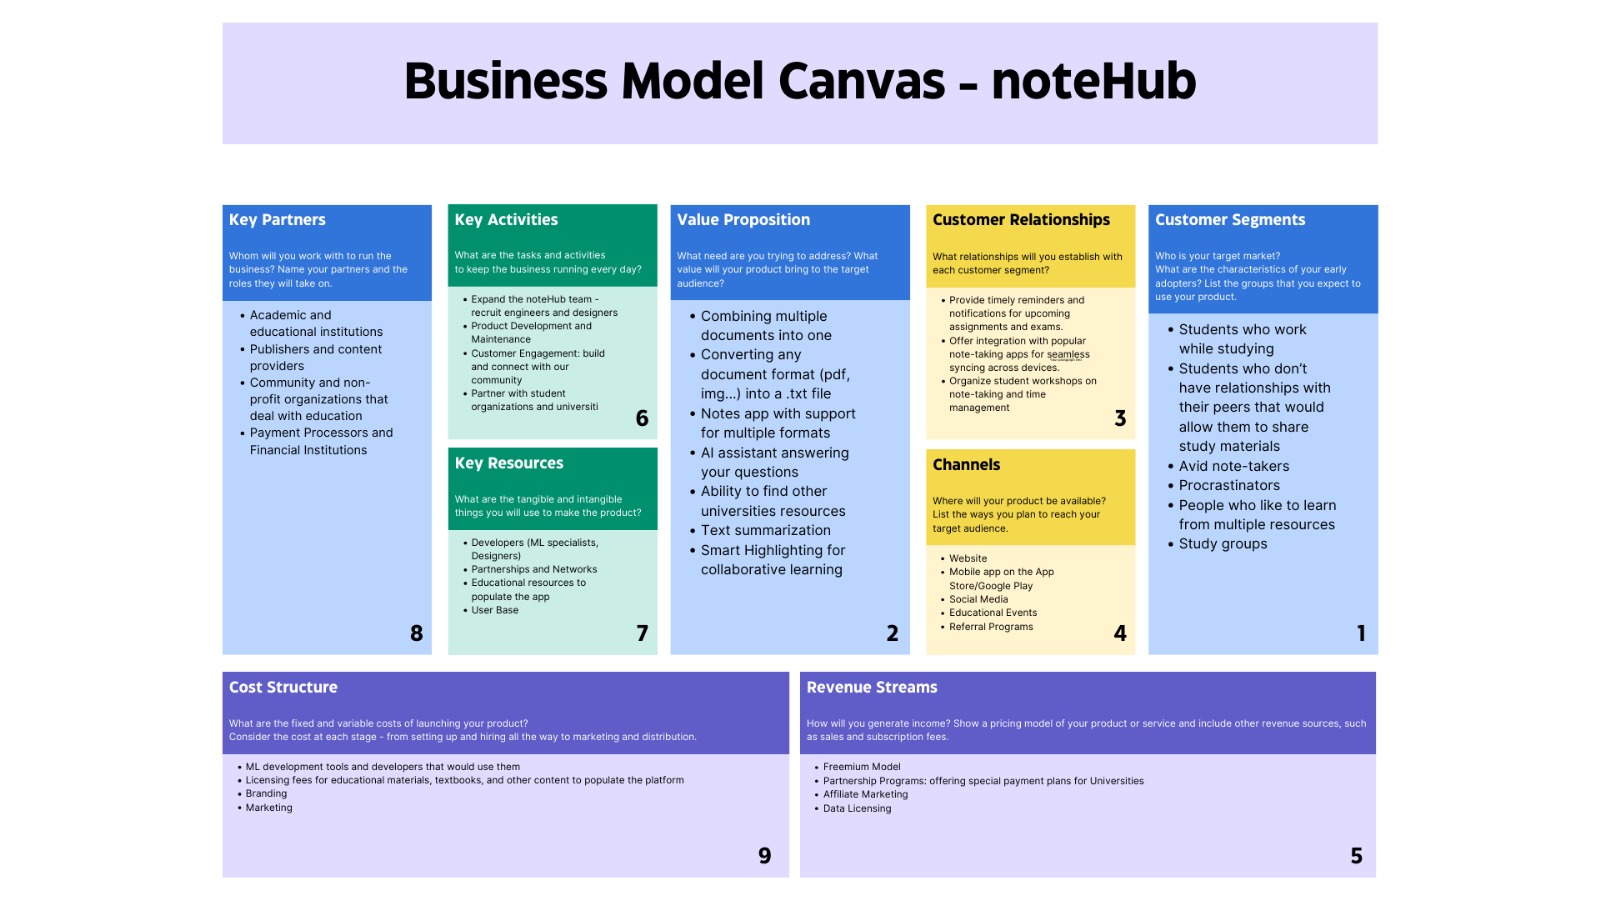 Business Model Canvas - noteHub
Key Partners
Whom will you work with to run the
business? Name your partners and the
roles they will take on.
• Academic and
educational institutions
• Publishers and content
providers
• Community and non-
profit organizations that
deal with education
• Payment Processors and
Financial Institutions
8
Key Activities
What are the tasks and activities
to keep the business running every day?
• Expand the noteHub team -
recruit engineers and designers
• Product Development and
Maintenance
• Customer Engagement: build
and connect with our
community
• Partner with student
organizations and universiti
6
Key Resources
What are the tangible and intangible
things you will use to make the product?
• Developers (ML specialists,
Designers)
• Partnerships and Networks
• Educational resources to
populate the app
• User Base
7
Value Proposition
What need are you trying to address? What
value will your product bring to the target
audience?
• Combining multiple
documents into one
• Converting any
document format (pdf,
img...) into a .txt file
• Notes app with support
for multiple formats
• AI assistant answering
your questions
• Ability to find other
universities resources
• Text summarization
• Smart Highlighting for
collaborative learning
2
Customer Relationships
What relationships will you establish with
each customer segment?
• Provide timely reminders and
notifications for upcoming
assignments and exams.
• Offer integration with popular
note-taking apps for seamless
syncing across devices.
• Organize student workshops on
note-taking and time
management
3
Channels
Where will your product be available?
List the ways you plan to reach your
target audience.
• Website
• Mobile app on the App
Store/Google Play
• Social Media
• Educational Events
• Referral Programs
4
Customer Segments
Who is your target market?
What are the characteristics of your early
adopters? List the groups that you expect to
use your product.
• Students who work
while studying
• Students who don't
have relationships with
their peers that would
allow them to share
study materials
• Avid note-takers
• Procrastinators
• People who like to learn
from multiple resources
• Study groups
1
Cost Structure
What are the fixed and variable costs of launching your product?
Consider the cost at each stage - from setting up and hiring all the way to marketing and distribution.
• ML development tools and developers that would use them
• Licensing fees for educational materials, textbooks, and other content to populate the platform
• Branding
• Marketing
9
Revenue Streams
How will you generate income? Show a pricing model of your product or service and include other revenue sources, such
as sales and subscription fees.
• Freemium Model
• Partnership Programs: offering special payment plans for Universities
• Affiliate Marketing
• Data Licensing
5